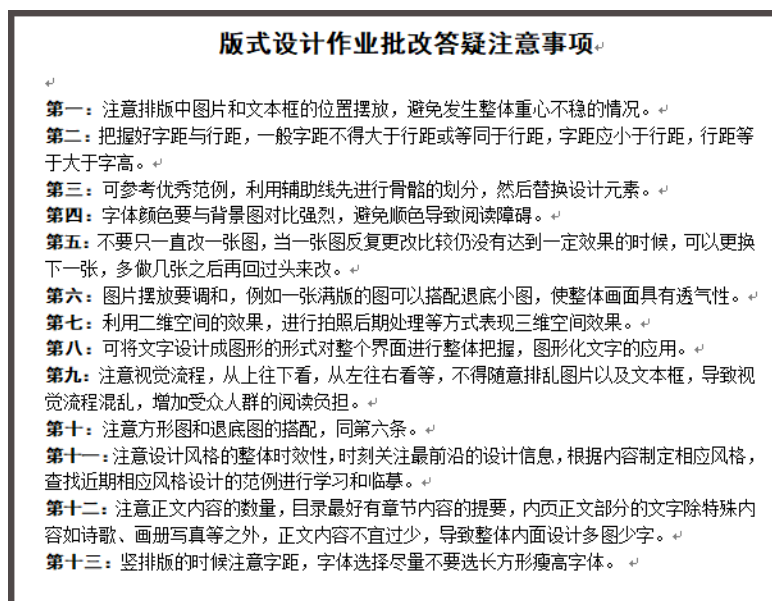 版式设计作业批改答疑注意事项
第一：注意排版中图片和文本框的位置摆放，避免发生整体重心不稳的情况。
第二：把握好字距与行距，一般字距不得大于行距或等同于行距，字距应小于行距，行距等
于大于字高。
第三：可参考优秀范例，利用辅助线先进行骨骼的划分，然后替换设计元素。
第四：字体颜色要与背景图对比强烈，避免顺色导致阅读障碍。
第五：不要只一直改一张图，当一张图反复更改比较仍没有达到一定效果的时候，可以更换
下一张，多做几张之后再回过头来改。
第六：图片摆放要调和，例如一张满版的图可以搭配退底小图，使整体画面具有透气性。
第七：利用二维空间的效果，进行拍照后期处理等方式表现三维空间效果。
第八：可将文字设计成图形的形式对整个界面进行整体把握，图形化文字的应用。
第九：注意视觉流程，从上往下看，从左往右看等，不得随意排乱图片以及文本框，导致视
觉流程混乱，增加受众人群的阅读负担。
第十：注意方形图和退底图的搭配，同第六条。
第十一：注意设计风格的整体时效性，时刻关注最前沿的设计信息，根据内容制定相应风格，
查找近期相应风格设计的范例进行学习和临摹。
第十二：注意正文内容的数量，目录最好有章节内容的提要，内页正文部分的文字除特殊内
容如诗歌、画册写真等之外，正文内容不宜过少，导致整体内面设计多图少字。
第十三：竖排版的时候注意字距，字体选择尽量不要选长方形瘦高字体。